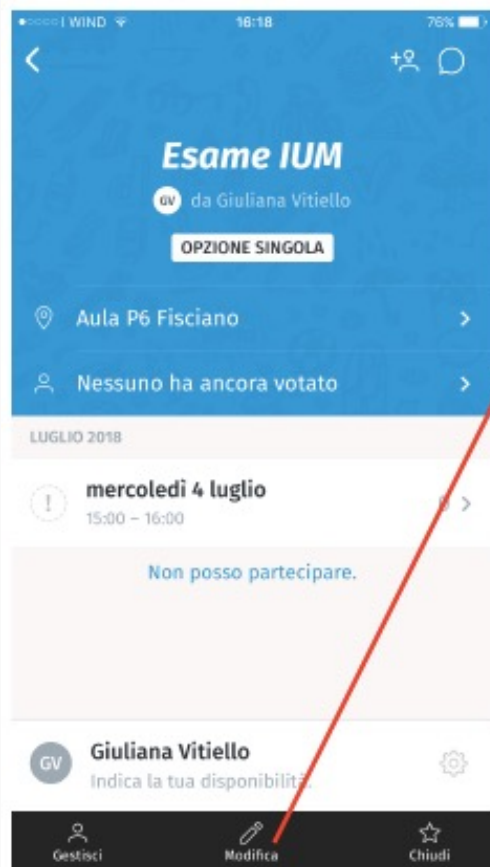 WIND 16:18 76%
Esame IUM
GV da Giuliana Vitiello
OPZIONE SINGOLA
Aula P6 Fisciano
Nessuno ha ancora votato
LUGLIO 2018
mercoledì 4 luglio
15:00 – 16:00
Non posso partecipare.
GV Giuliana Vitiello
Indica la tua disponibilità.
Gestisci Modifica Chiudi